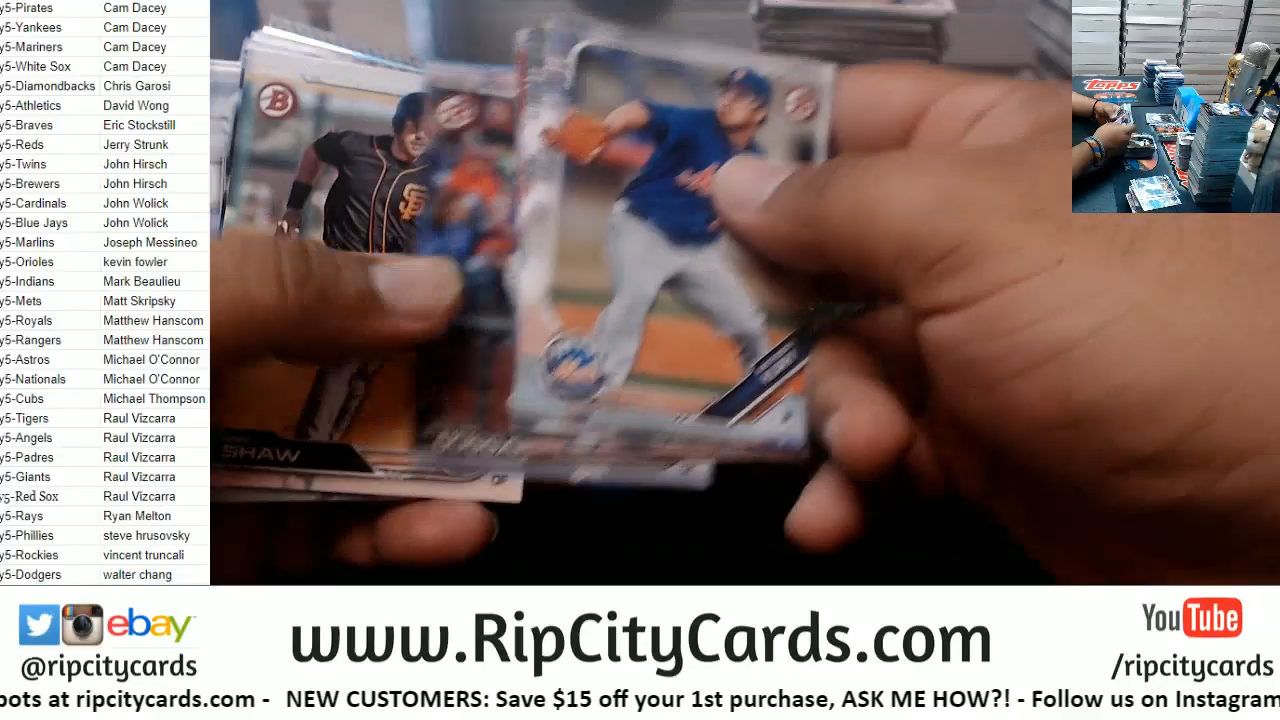 y5-Pirates Cam Dacey
y5-Yankees Cam Dacey
y5-Mariners Cam Dacey
y5-White Sox Cam Dacey
y5-Diamondbacks Chris Garosi
y5-Athletics David Wong
y5-Braves Eric Stockstill
y5-Reds Jerry Strunk
y5-Twins John Hirsch
y5-Brewers John Hirsch
y5-Cardinals John Wolick
y5-Blue Jays John Wolick
y5-Marlins Joseph Messineo
y5-Orioles kevin fowler
y5-Indians Mark Beaulieu
y5-Mets Matt Skripsky
y5-Royals Matthew Hanscom
y5-Rangers Matthew Hanscom
y5-Astros Michael O'Connor
y5-Nationals Michael O'Connor
y5-Cubs Michael Thompson
y5-Tigers Raul Vizcarra
y5-Angels Raul Vizcarra
y5-Padres Raul Vizcarra
y5-Giants Raul Vizcarra
y5-Red Sox Raul Vizcarra
y5-Rays Ryan Melton
y5-Phillies steve hrusovsky
y5-Rockies vincent truncali
y5-Dodgers walter chang
B
SF
SHAW
Topps
ebay
@ripcitycards
www.RipCityCards.com
YouTube
/ripcitycards
pots at ripcitycards.com - NEW CUSTOMERS: Save $15 off your 1st purchase, ASK ME HOW?! - Follow us on Instagram